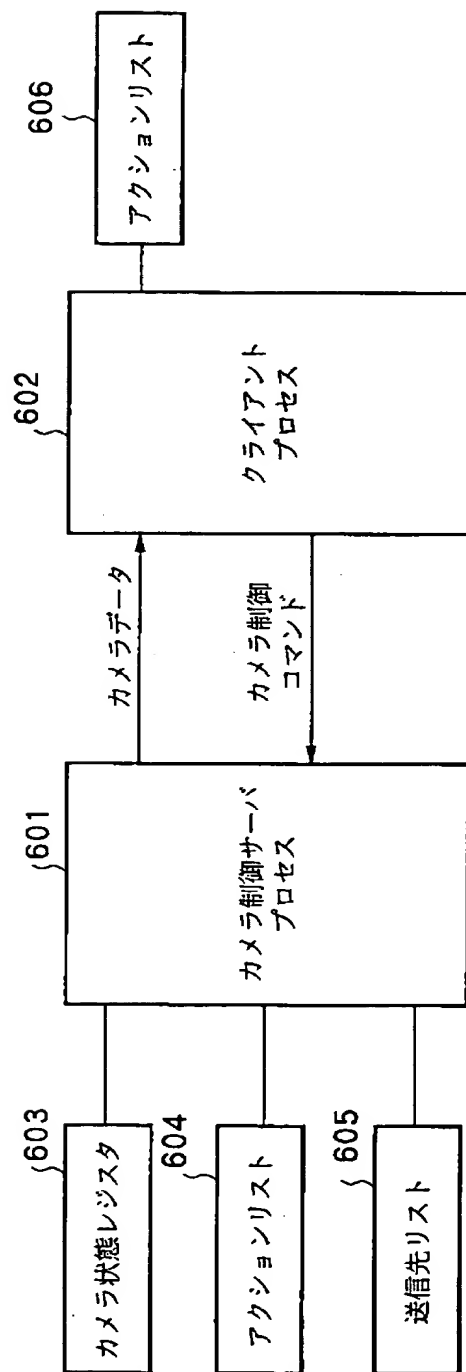 603
カメラ状態レジスタ
604
アクションリスト
605
送信先リスト
601
カメラ制御サーバ
プロセス
カメラデータ
カメラ制御
コマンド
602
クライアント
プロセス
606
アクションリスト